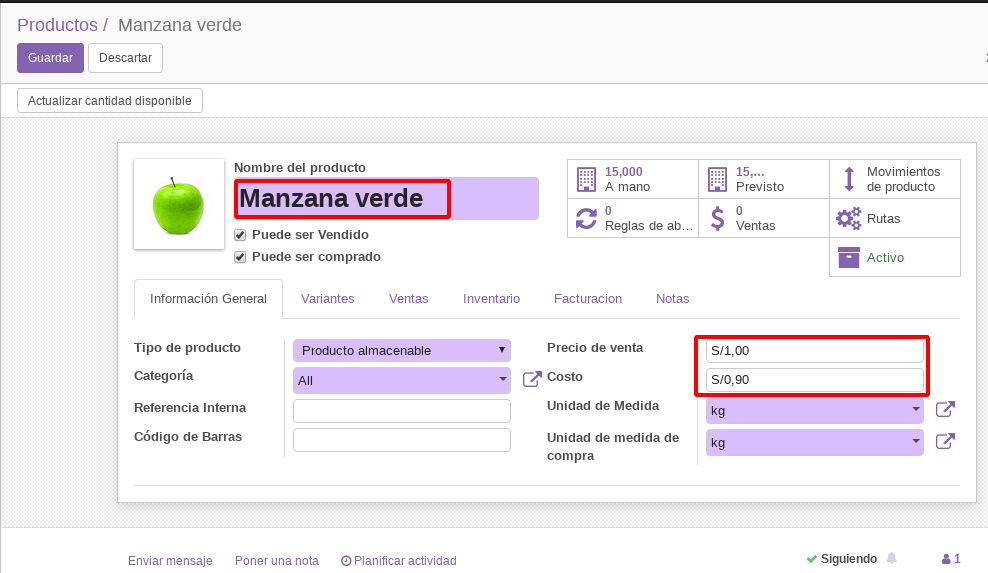 Productos / Manzana verde
Guardar
Descartar
Actualizar cantidad disponible
Nombre del producto
Manzana verde
Puede ser Vendido
Puede ser comprado
15,000
A mano
15,...
Previsto
Movimientos
de producto
0
Reglas de ab...
0
Ventas
Rutas
Activo
Información General
Variantes
Ventas
Inventario
Facturacion
Notas
Tipo de producto
Producto almacenable
Categoría
All
Referencia Interna
Código de Barras
Precio de venta
S/1,00
Costo
S/0,90
Unidad de Medida
kg
Unidad de medida de
compra
kg
Enviar mensaje
Poner una nota
Planificar actividad
Siguiendo
1